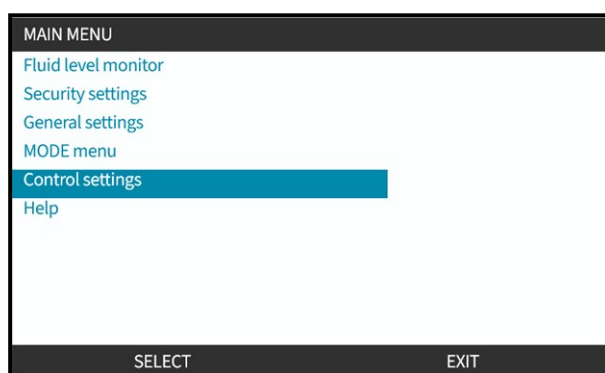 MAIN MENU
Fluid level monitor
Security settings
General settings
MODE menu
Control settings
Help
SELECT EXIT